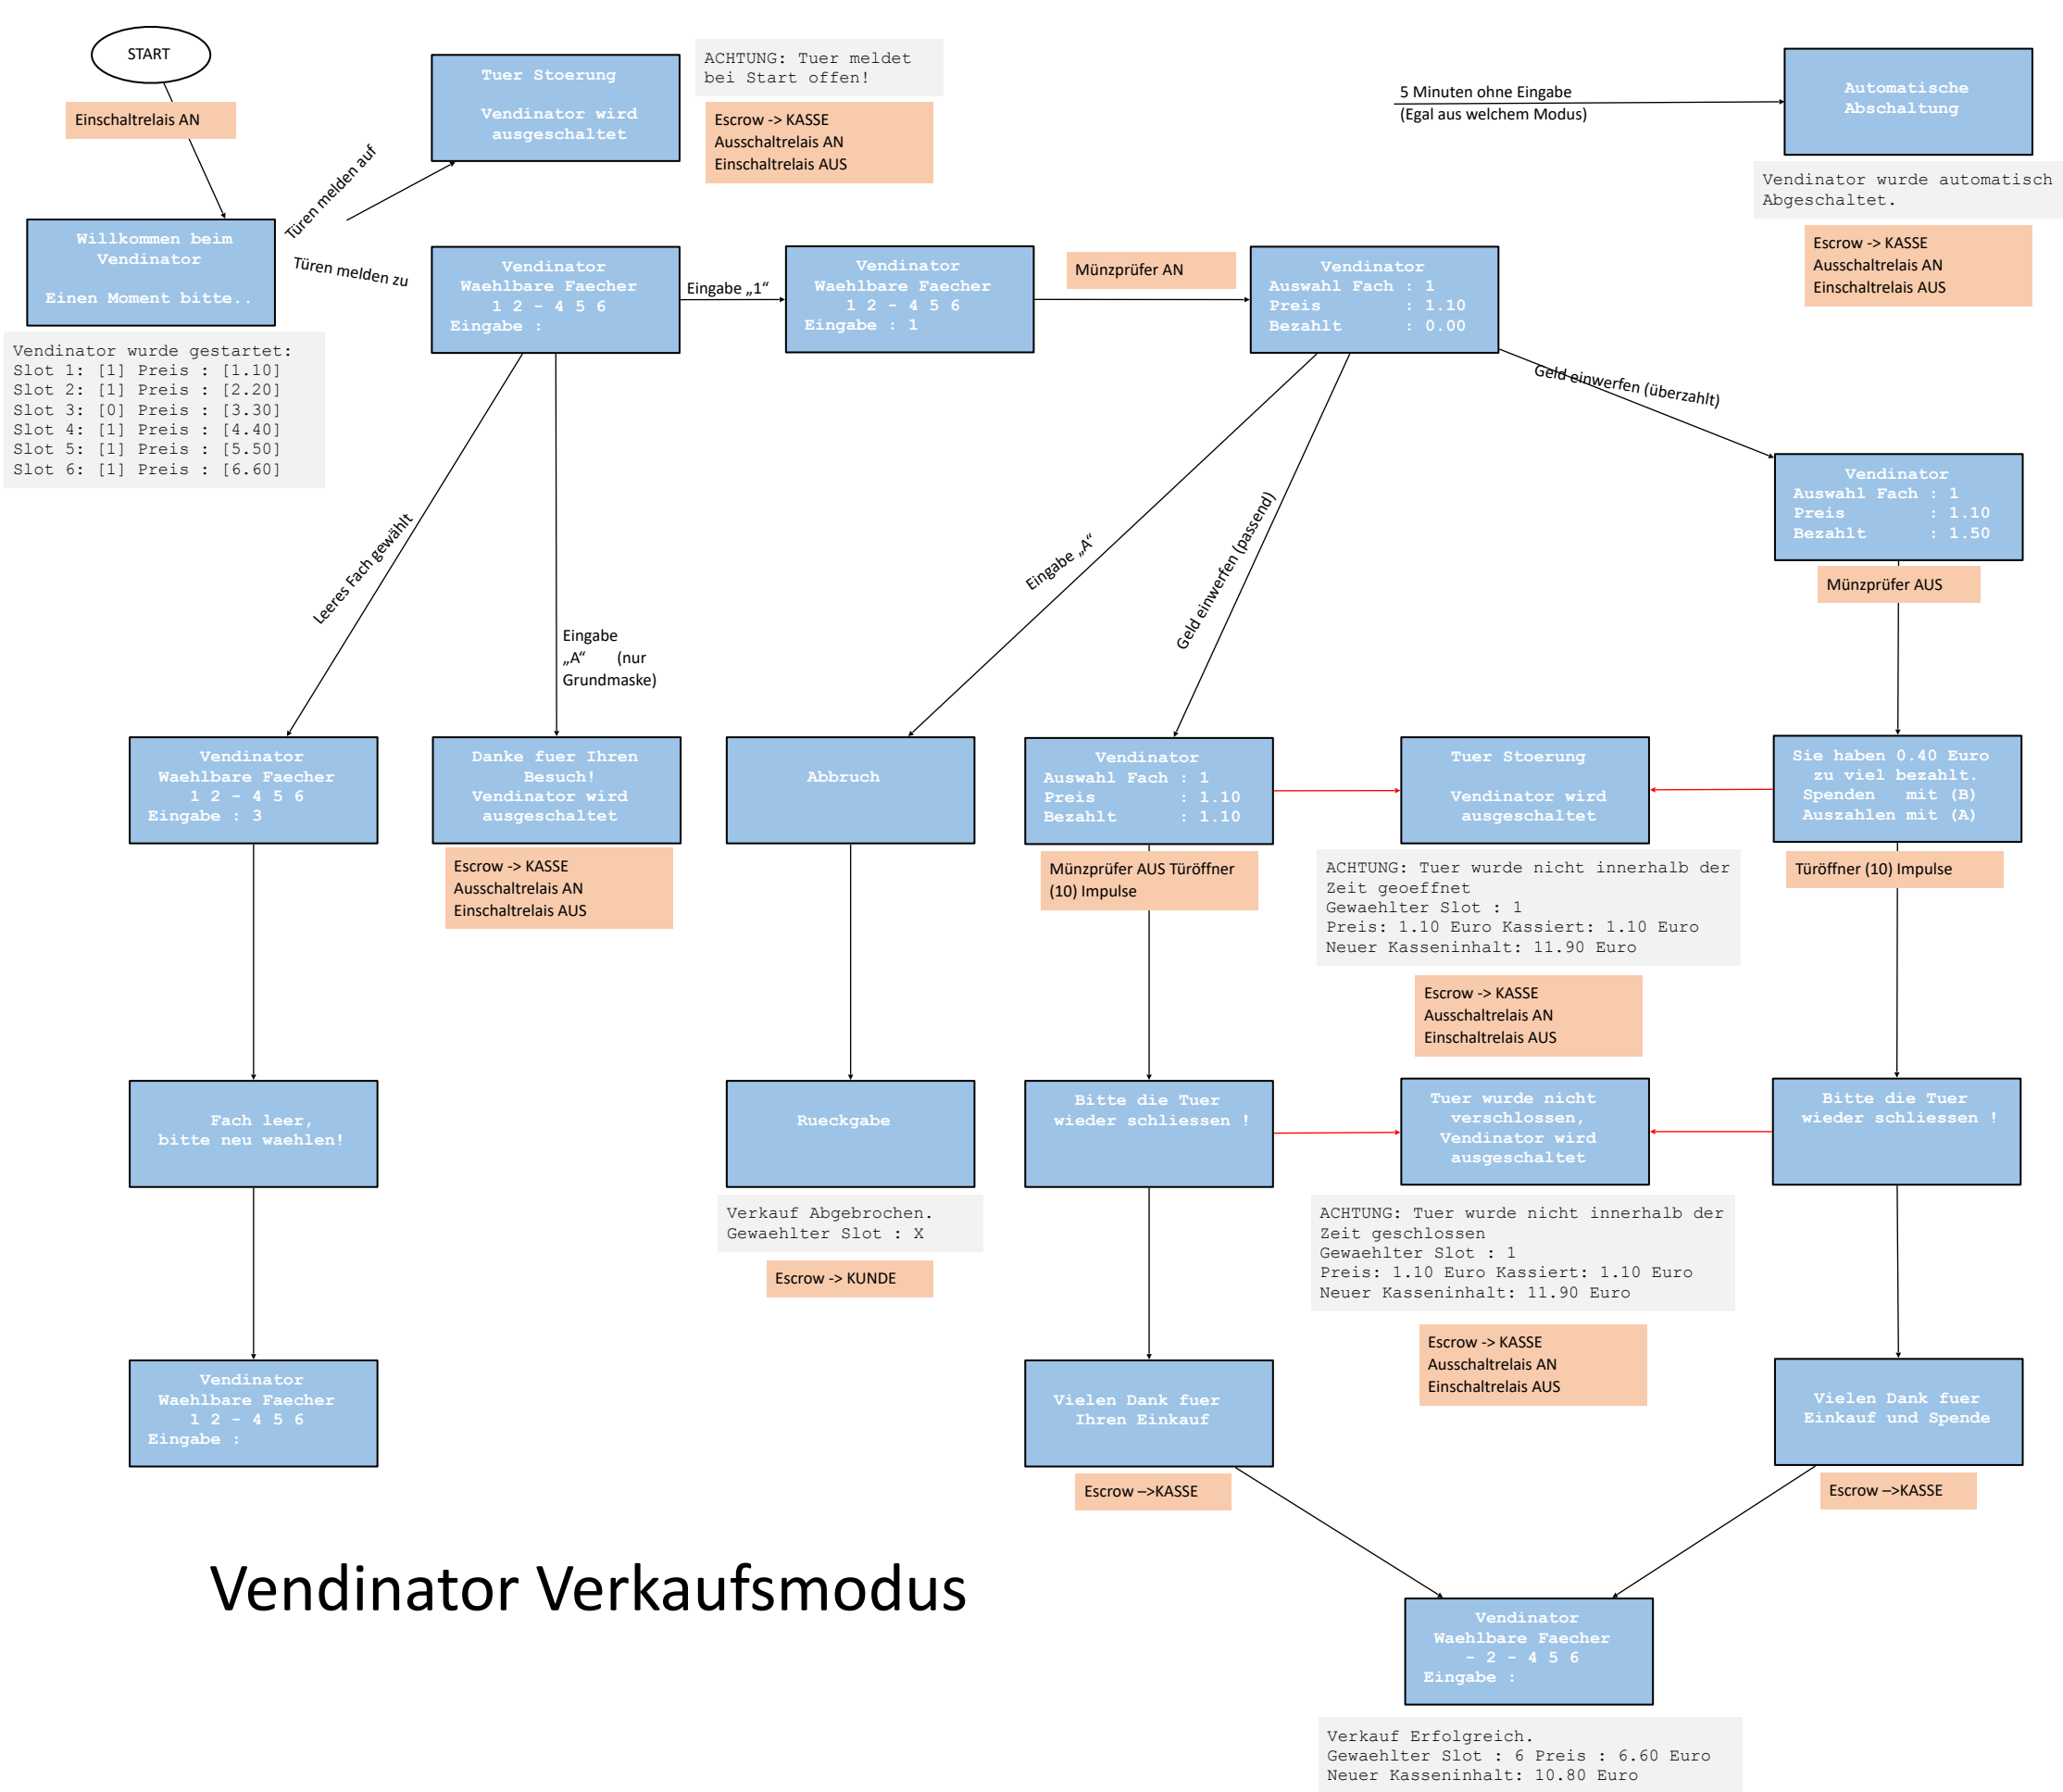 START
Einschaltrelais AN
Willkommen beim
Vendinator
Einen Moment bitte..
Vendinator wurde gestartet:
Slot 1: [1] Preis : [1.10]
Slot 2: [1] Preis : [2.20]
Slot 3: [0] Preis : [3.30]
Slot 4: [1] Preis : [4.40]
Slot 5: [1] Preis : [5.50]
Slot 6: [1] Preis : [6.60]
Türen melden auf
Türen melden zu
Tuer Stoerung
Vendinator wird
ausgeschaltet
ACHTUNG: Tuer meldet
bei Start offen!
Escrow -> KASSE
Ausschaltrelais AN
Einschaltrelais AUS
5 Minuten ohne Eingabe
(Egal aus welchem Modus)
Automatische
Abschaltung
Vendinator wurde automatisch
Abgeschaltet.
Escrow -> KASSE
Ausschaltrelais AN
Einschaltrelais AUS
Vendinator
Waehlbare Faecher
1 2 - 4 5 6
Eingabe :
Eingabe „1“
Vendinator
Waehlbare Faecher
1 2 - 4 5 6
Eingabe : 1
Münzprüfer AN
Vendinator
Auswahl Fach : 1
Preis : 1.10
Bezahlt : 0.00
Geld einwerfen (überzahlt)
Vendinator
Auswahl Fach : 1
Preis : 1.10
Bezahlt : 1.50
Münzprüfer AUS
Leeres Fach gewählt
Eingabe
„A“ (nur
Grundmaske)
Eingabe „A“
Geld einwerfen (passend)
Vendinator
Waehlbare Faecher
1 2 - 4 5 6
Eingabe : 3
Danke fuer Ihren
Besuch!
Vendinator wird
ausgeschaltet
Escrow -> KASSE
Ausschaltrelais AN
Einschaltrelais AUS
Abbruch
Vendinator
Auswahl Fach : 1
Preis : 1.10
Bezahlt : 1.10
Münzprüfer AUS Türöffner
(10) Impulse
Tuer Stoerung
Vendinator wird
ausgeschaltet
ACHTUNG: Tuer wurde nicht innerhalb der
Zeit geoeffnet
Gewaehlter Slot : 1
Preis: 1.10 Euro Kassiert: 1.10 Euro
Neuer Kasseninhalt: 11.90 Euro
Escrow -> KASSE
Ausschaltrelais AN
Einschaltrelais AUS
Sie haben 0.40 Euro
zu viel bezahlt.
Spenden mit (B)
Auszahlen mit (A)
Türöffner (10) Impulse
Fach leer,
bitte neu waehlen!
Rueckgabe
Verkauf Abgebrochen.
Gewaehlter Slot : X
Escrow -> KUNDE
Bitte die Tuer
wieder schliessen !
Tuer wurde nicht
verschlossen,
Vendinator wird
ausgeschaltet
ACHTUNG: Tuer wurde nicht innerhalb der
Zeit geschlossen
Gewaehlter Slot : 1
Preis: 1.10 Euro Kassiert: 1.10 Euro
Neuer Kasseninhalt: 11.90 Euro
Escrow -> KASSE
Ausschaltrelais AN
Einschaltrelais AUS
Bitte die Tuer
wieder schliessen !
Vendinator
Waehlbare Faecher
1 2 - 4 5 6
Eingabe :
Vielen Dank fuer
Ihren Einkauf
Escrow –>KASSE
Vielen Dank fuer
Einkauf und Spende
Escrow –>KASSE
Vendinator Verkaufsmodus
Vendinator
Waehlbare Faecher
- 2 - 4 5 6
Eingabe :
Verkauf Erfolgreich.
Gewaehlter Slot : 6 Preis : 6.60 Euro
Neuer Kasseninhalt: 10.80 Euro